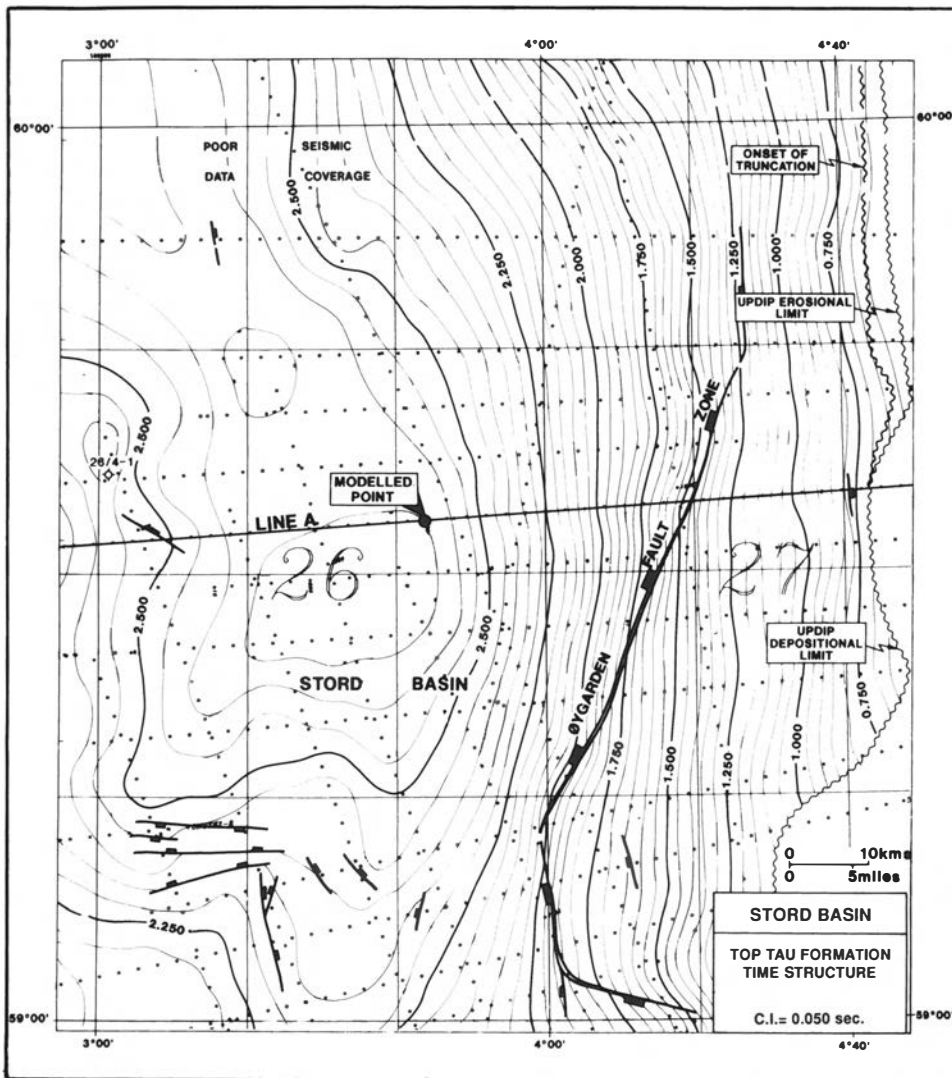 3°00'
4°00'
4°40'
60°00'
60°00'
POOR SEISMIC
DATA COVERAGE
ONSET OF
TRUNCATION
2.500
2.25
2.000
1.750
1.500
1.250
1.000
0.750
UPDIP EROSIONAL
LIMIT
2.500
26/4-1
ZONE
MODELLED
POINT
LINE A
26
FAULT
27
2.500
2.500
UPDIP
DEPOSITIONAL
LIMIT
STORD BASIN
ØYGARDEN
0.750
1.750
1.500
1.250
1.000
0 10kms
0 5miles
2.250
STORD BASIN
TOP TAU FORMATION
TIME STRUCTURE
C.I.= 0.050 sec.
59°00'
59°00'
3°00'
4°00'
4°40'